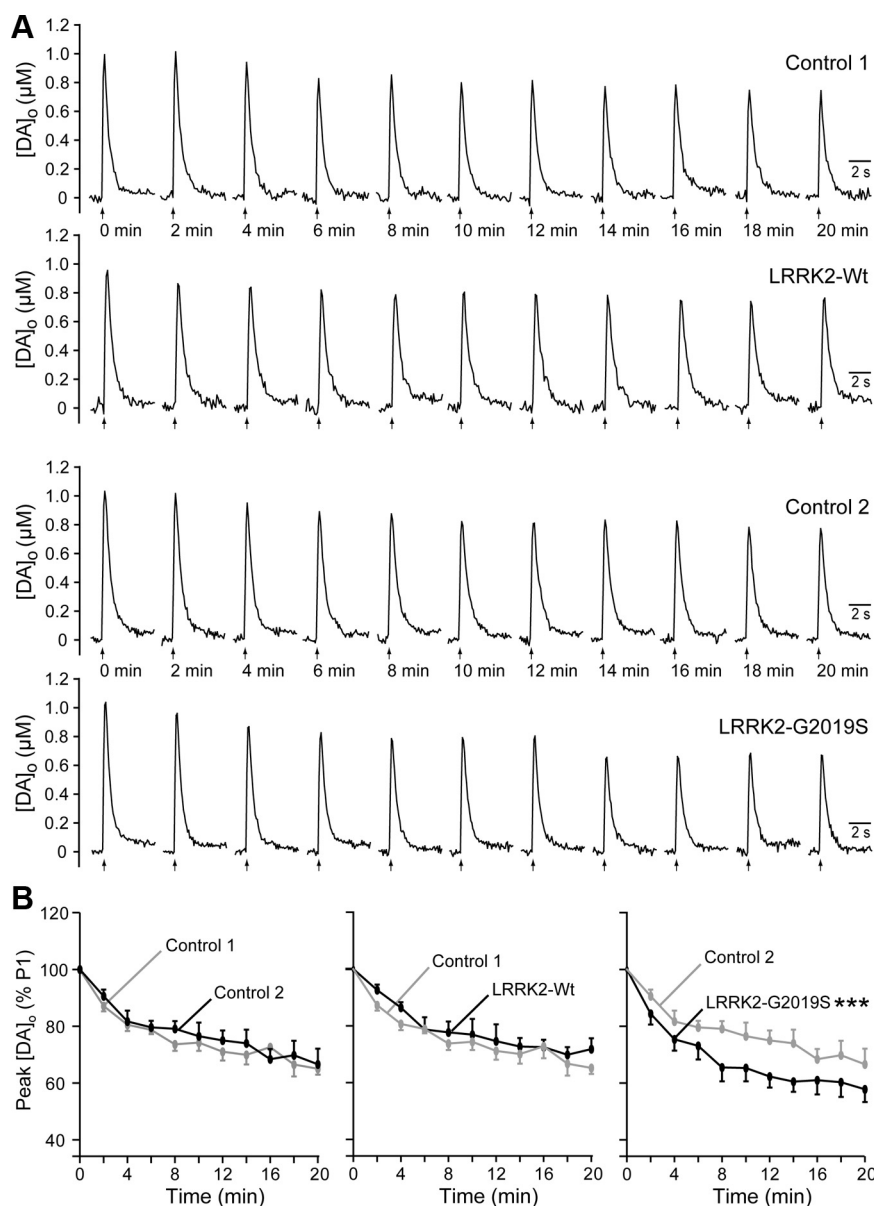 A
1.2
1.0
0.8
0.6
0.4
0.2
0
[DA]o (µM)
Control 1
2 s
0 min 2 min 4 min 6 min 8 min 10 min 12 min 14 min 16 min 18 min 20 min
1.2
1.0
0.8
0.6
0.4
0.2
0
[DA]o (µM)
LRRK2-Wt
2 s
1.2
1.0
0.8
0.6
0.4
0.2
0
[DA]o (µM)
Control 2
2 s
0 min 2 min 4 min 6 min 8 min 10 min 12 min 14 min 16 min 18 min 20 min
1.2
1.0
0.8
0.6
0.4
0.2
0
[DA]o (µM)
LRRK2-G2019S
2 s
B
120
100
80
60
40
Peak [DA]o (% P1)
Control 1
Control 2
0 4 8 12 16 20
Time (min)
Control 1
LRRK2-Wt
0 4 8 12 16 20
Time (min)
Control 2
LRRK2-G2019S ***
0 4 8 12 16 20
Time (min)